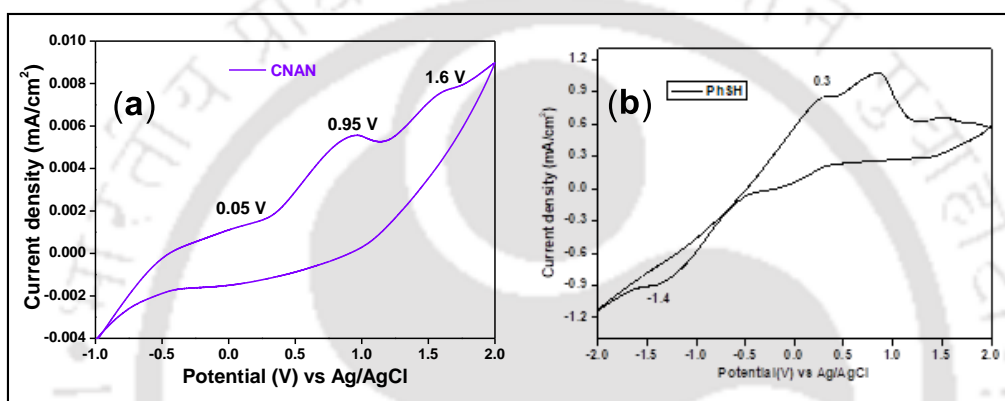 (a)
CNAN
0.05 V
0.95 V
1.6 V
0.010
0.008
0.006
0.004
0.002
0.000
-0.002
-0.004
-1.0 -0.5 0.0 0.5 1.0 1.5 2.0
Current density (mA/cm²)
Potential (V) vs Ag/AgCl
(b)
PhSH
0.3
-1.4
1.2
0.9
0.6
0.3
0.0
-0.3
-0.6
-0.9
-1.2
-2.0 -1.5 -1.0 -0.5 0.0 0.5 1.0 1.5 2.0
Current density (mA/cm²)
Potential(V) vs Ag/AgCl